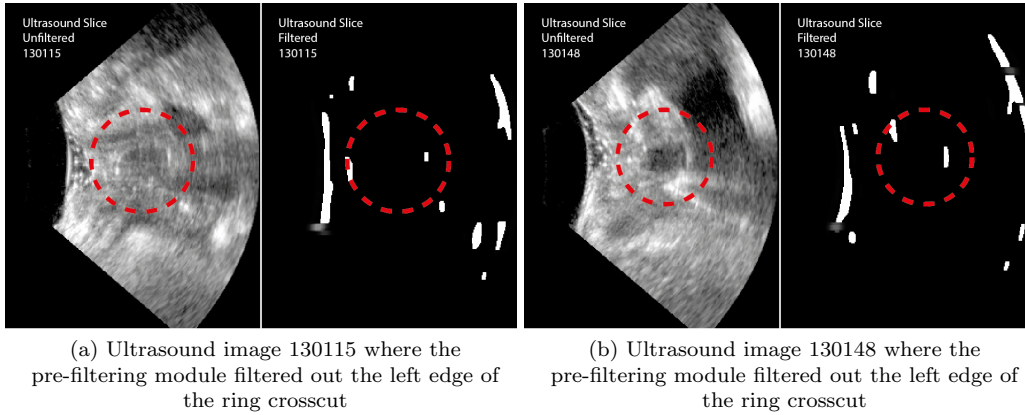 Ultrasound Slice
Unfiltered
130115
Ultrasound Slice
Filtered
130115
Ultrasound Slice
Unfiltered
130148
Ultrasound Slice
Filtered
130148
(a) Ultrasound image 130115 where the
pre-filtering module filtered out the left edge of
the ring crosscut
(b) Ultrasound image 130148 where the
pre-filtering module filtered out the left edge of
the ring crosscut